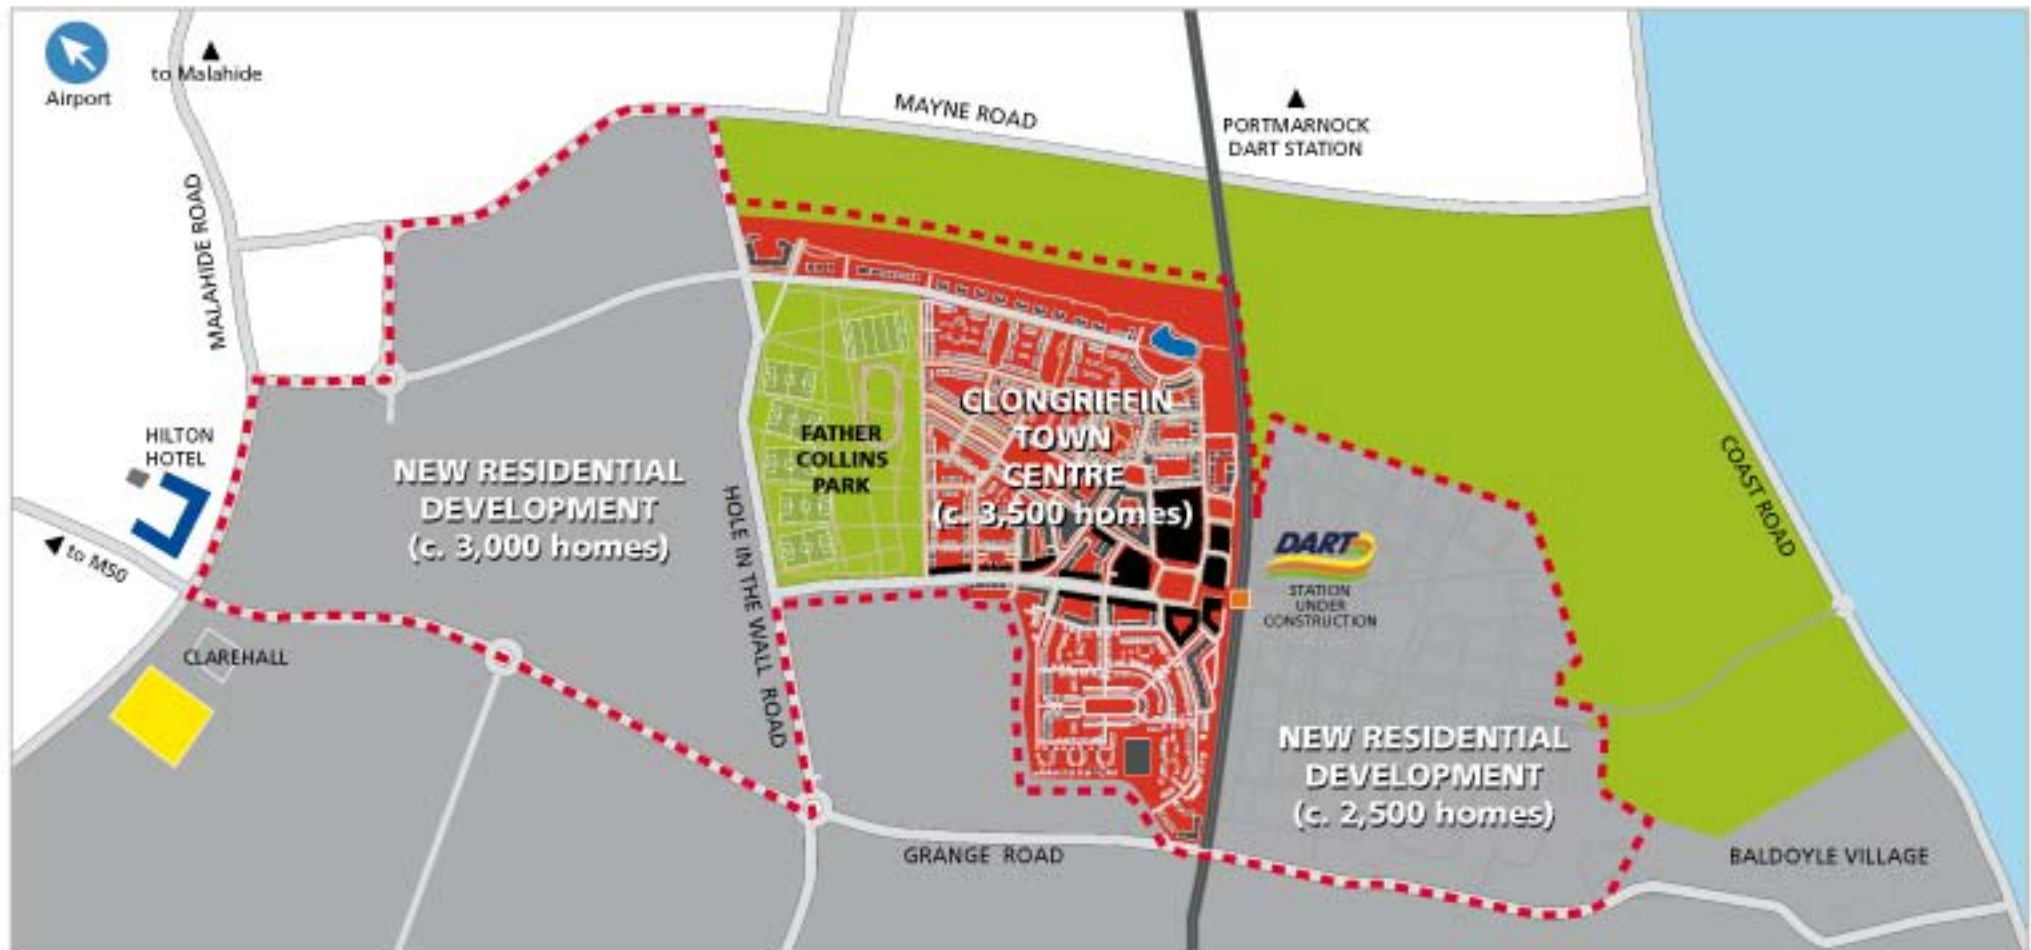 Airport
to Malahide
MALAHIDE ROAD
MAYNE ROAD
PORTMARNOCK
DART STATION
HILTON
HOTEL
to M50
CLAREHALL
NEW RESIDENTIAL
DEVELOPMENT
(c. 3,000 homes)
HOLE IN THE WALL ROAD
FATHER
COLLINS
PARK
CLONGRIFFIN
TOWN
CENTRE
(c. 3,500 homes)
DART
STATION
UNDER
CONSTRUCTION
COAST ROAD
NEW RESIDENTIAL
DEVELOPMENT
(c. 2,500 homes)
GRANGE ROAD
BALDOYLE VILLAGE